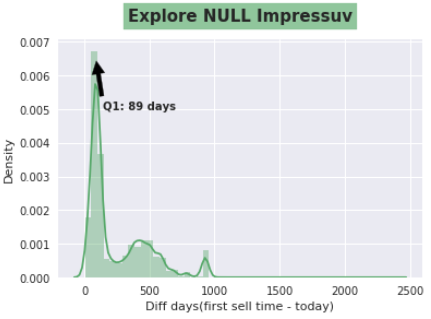 Explore NULL Impressuv
0.007
0.006
0.005
0.004
0.003
0.002
0.001
0.000
Density
Q1: 89 days
0 500 1000 1500 2000 2500
Diff days(first sell time - today)